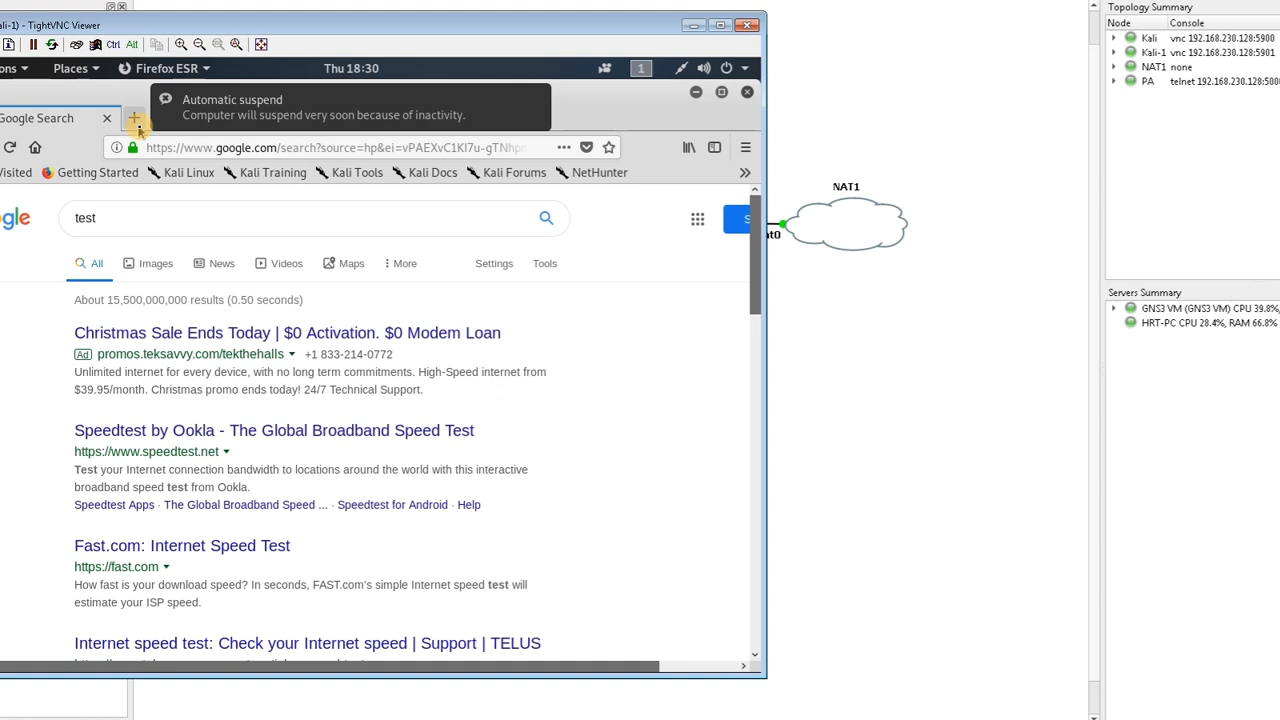 ali-1) - TightVNC Viewer
Ctrl Alt
ons Places Firefox ESR Thu 18:30 1
Automatic suspend
Computer will suspend very soon because of inactivity.
Google Search
https://www.google.com/search?source=hp&ei=vPAEXvC1KI7u-gTNhp
isited Getting Started Kali Linux Kali Training Kali Tools Kali Docs Kali Forums NetHunter
gle test S
All Images News Videos Maps More Settings Tools
About 15,500,000,000 results (0.50 seconds)
Christmas Sale Ends Today | $0 Activation. $0 Modem Loan
Ad promos.teksavvy.com/tekthehalls +1 833-214-0772
Unlimited internet for every device, with no long term commitments. High-Speed internet from
$39.95/month. Christmas promo ends today! 24/7 Technical Support.
Speedtest by Ookla - The Global Broadband Speed Test
https://www.speedtest.net
Test your Internet connection bandwidth to locations around the world with this interactive
broadband speed test from Ookla.
Speedtest Apps · The Global Broadband Speed ... · Speedtest for Android · Help
Fast.com: Internet Speed Test
https://fast.com
How fast is your download speed? In seconds, FAST.com's simple Internet speed test will
estimate your ISP speed.
Internet speed test: Check your Internet speed | Support | TELUS
NAT1
at0
Topology Summary
Node Console
Kali vnc 192.168.230.128:5900
Kali-1 vnc 192.168.230.128:5901
NAT1 none
PA telnet 192.168.230.128:500
Servers Summary
GNS3 VM (GNS3 VM) CPU 39.8%,
HRT-PC CPU 28.4%, RAM 66.8%